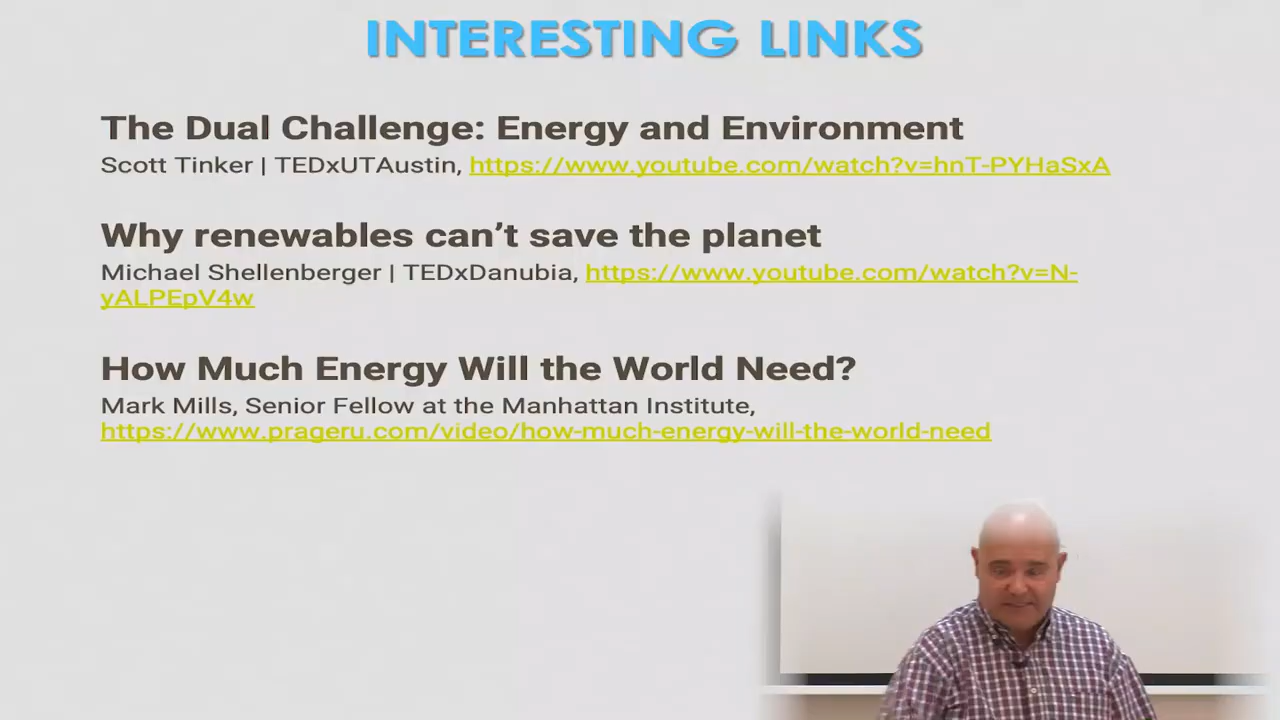 INTERESTING LINKS
The Dual Challenge: Energy and Environment
Scott Tinker | TEDxUTAustin, https://www.youtube.com/watch?v=hnT-PYHaSxA
Why renewables can’t save the planet
Michael Shellenberger | TEDxDanubia, https://www.youtube.com/watch?v=N-
yALPEpV4w
How Much Energy Will the World Need?
Mark Mills, Senior Fellow at the Manhattan Institute,
https://www.prageru.com/video/how-much-energy-will-the-world-need